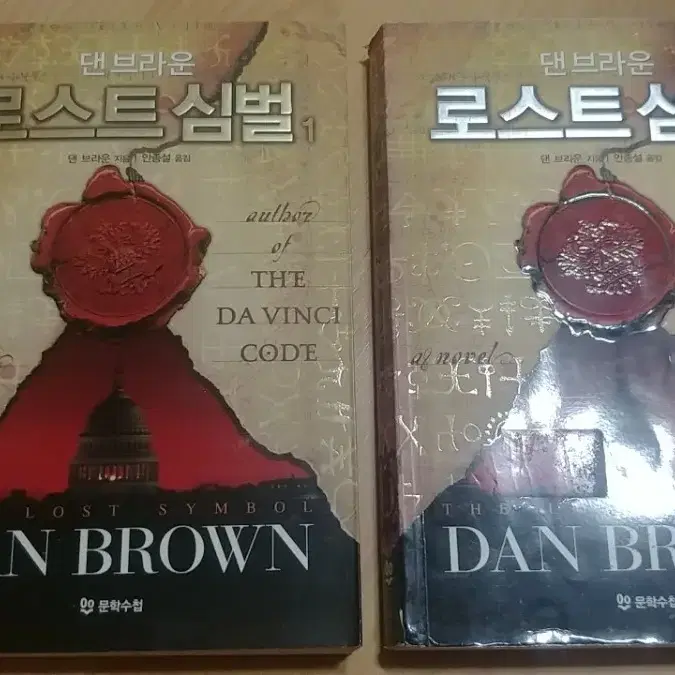 댄 브라운
로스트 심벌 1
댄 브라운 지음 | 안종설 옮김
author
of
THE
DA VINCI
CODE
LOST SYMBOL
N BROWN
문학수첩
댄 브라운
로스트 심
댄 브라운 지음 | 안종설 옮김
a novel
THE L
DAN BR
문학수첩